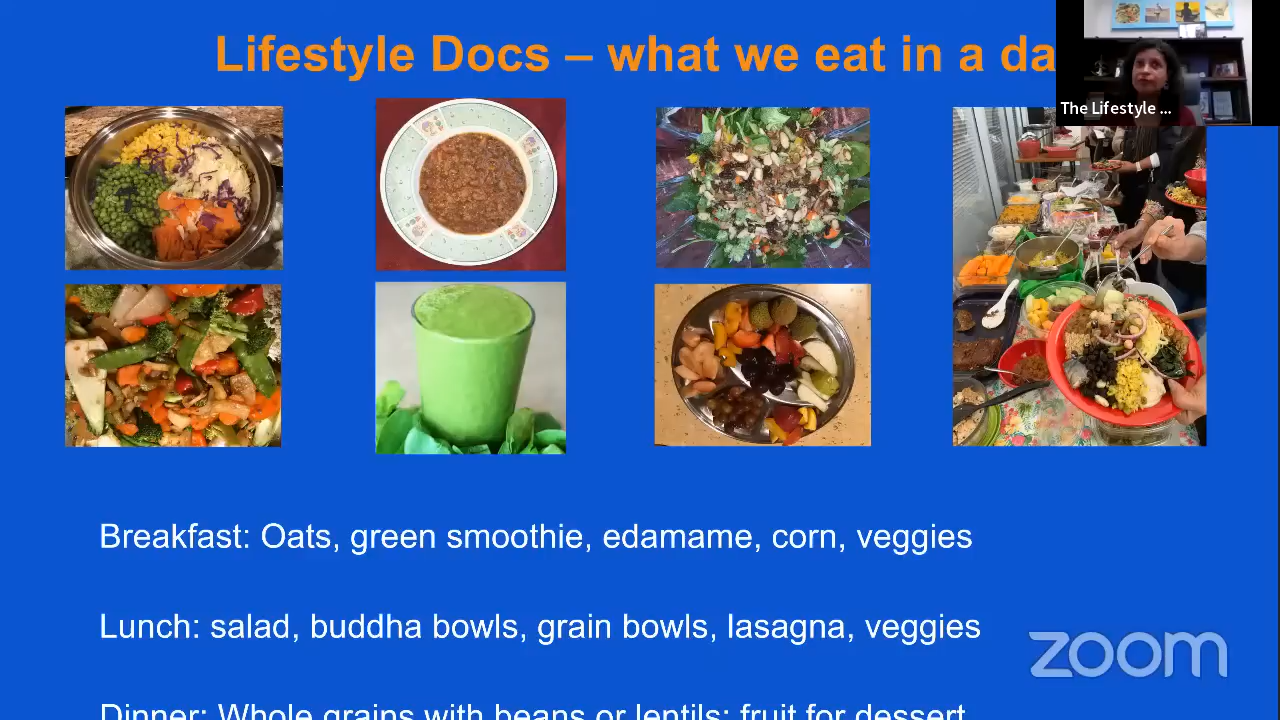 Lifestyle Docs – what we eat in a da
The Lifestyle ...
Breakfast: Oats, green smoothie, edamame, corn, veggies
Lunch: salad, buddha bowls, grain bowls, lasagna, veggies
zoom
Dinner: Whole grains with beans or lentils; fruit for dessert